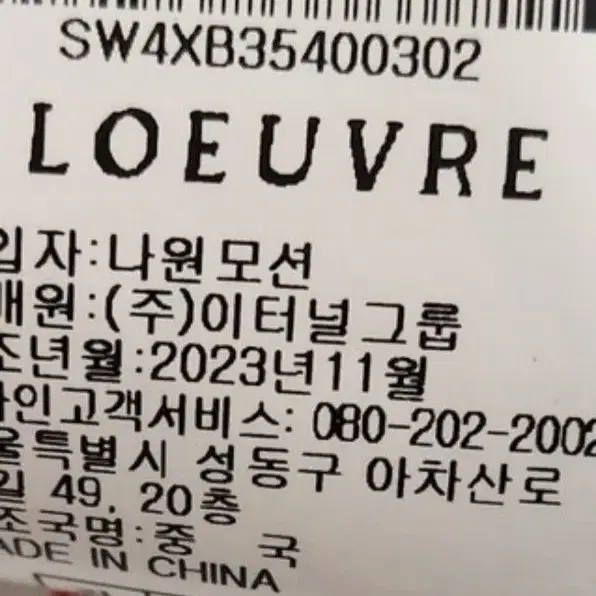 SW4XB35400302
LOEUVRE
입자:나원모션
매원:(주)이터널그룹
조년월:2023년11월
인고객서비스: 080-202-2002
울특별시 성동구 아차산로
길 49, 20층
조국명:중 국
ADE IN CHINA